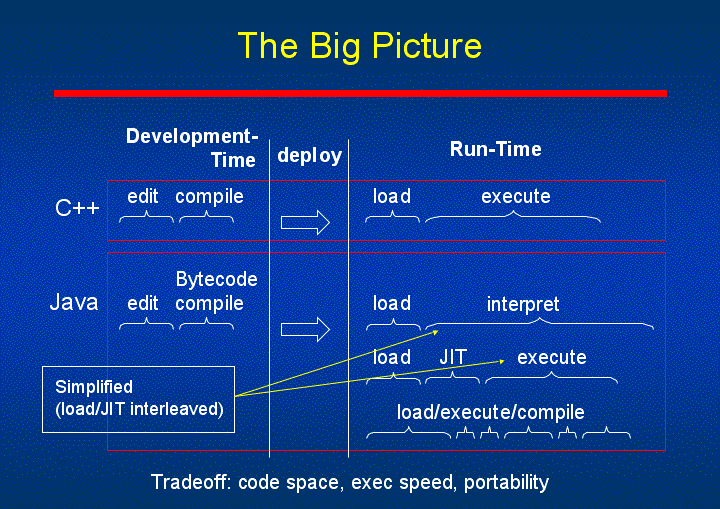 The Big Picture
Development-
Time
deploy
Run-Time
C++
edit compile
load execute
Java
Bytecode
edit compile
load interpret
load JIT execute
Simplified
(load/JIT interleaved)
load/execute/compile
Tradeoff: code space, exec speed, portability